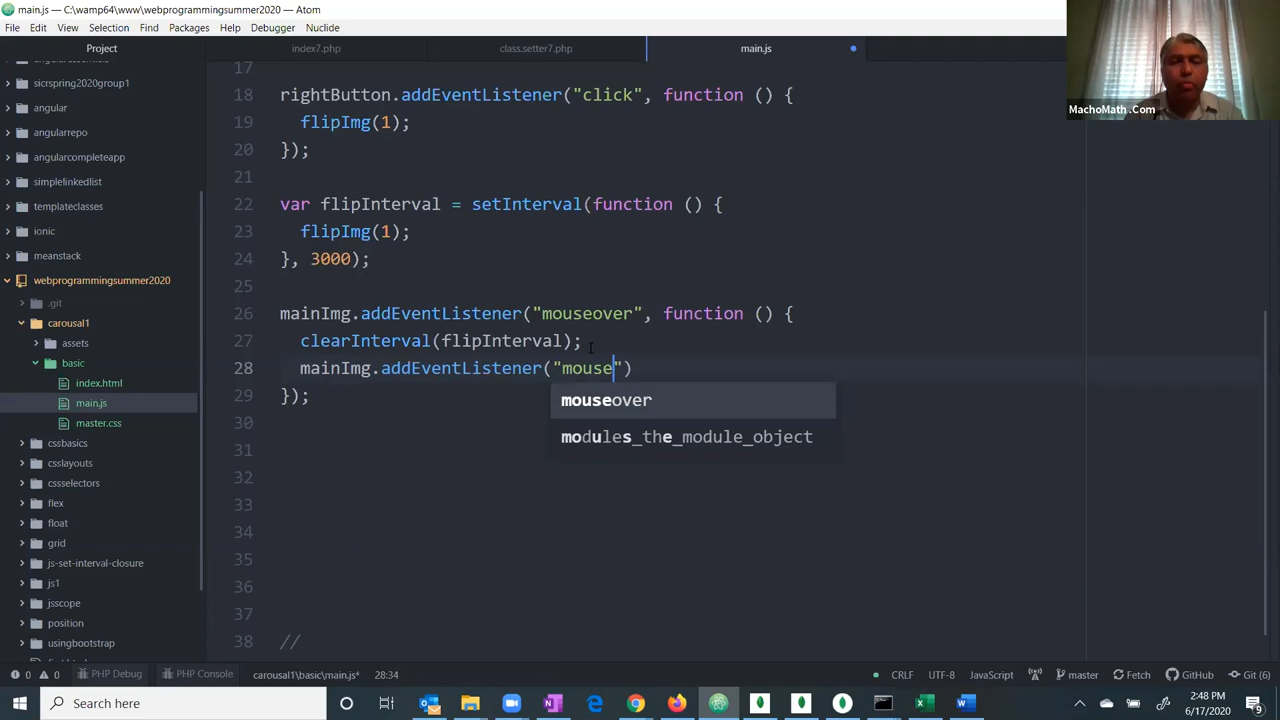 main.js — C:\wamp64\www\webprogrammingsummer2020 — Atom
File Edit View Selection Find Packages Help Debugger Nuclide
Project
index7.php
class.setter7.php
main.js
sicrspring2020group1
angular
angularrepo
angularcompleteapp
simplelinkedlist
templateclasses
ionic
meanstack
webprogrammingsummer2020
.git
carousal1
assets
basic
index.html
main.js
master.css
cssbasics
csslayouts
cssselectors
flex
float
grid
js-set-interval-closure
js1
jsscope
position
usingbootstrap
17
18 rightButton.addEventListener("click", function () {
19 flipImg(1);
20 });
21
22 var flipInterval = setInterval(function () {
23 flipImg(1);
24 }, 3000);
25
26 mainImg.addEventListener("mouseover", function () {
27 clearInterval(flipInterval);
28 mainImg.addEventListener("mouse")
29 });
mouseover
modules_the_module_object
30
31
32
33
34
35
36
37
38 //
MachoMath .Com
0 0 PHP Debug PHP Console carousal1\basic\main.js* 28:34 CRLF UTF-8 JavaScript master Fetch GitHub Git (6)
Search here
2:48 PM
6/17/2020
9